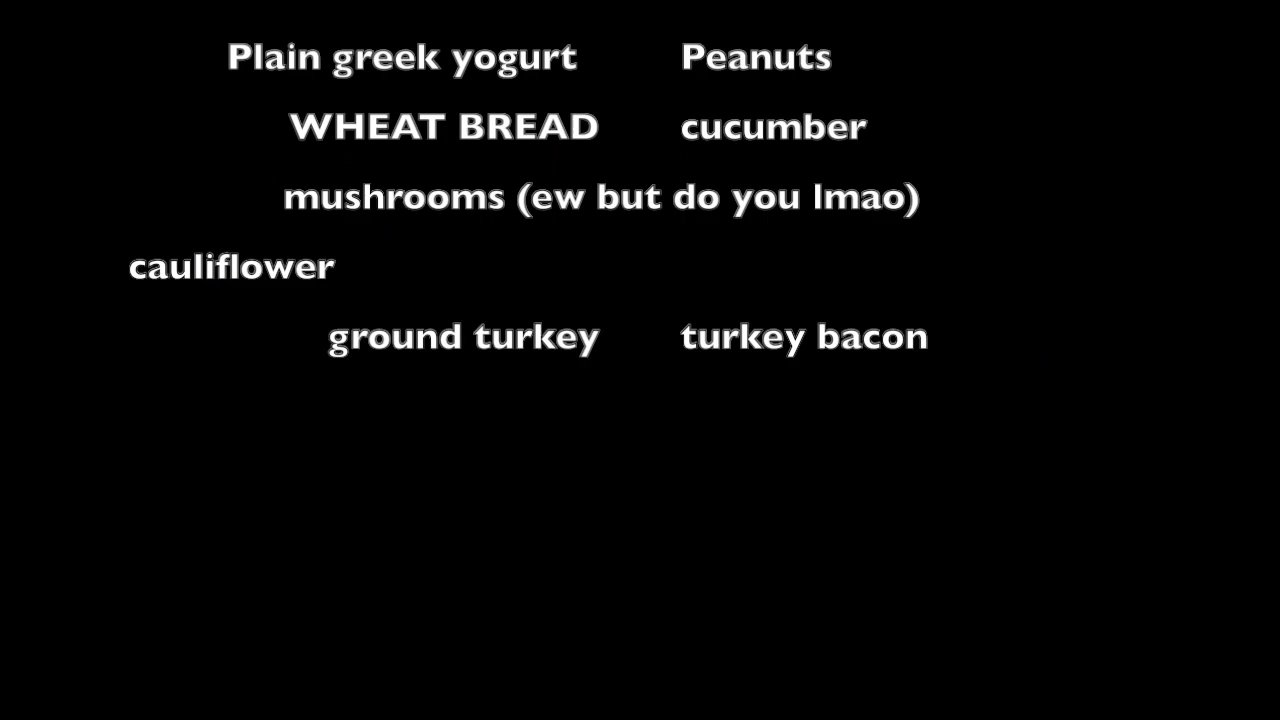 Plain greek yogurt Peanuts
WHEAT BREAD cucumber
mushrooms (ew but do you lmao)
cauliflower
ground turkey turkey bacon